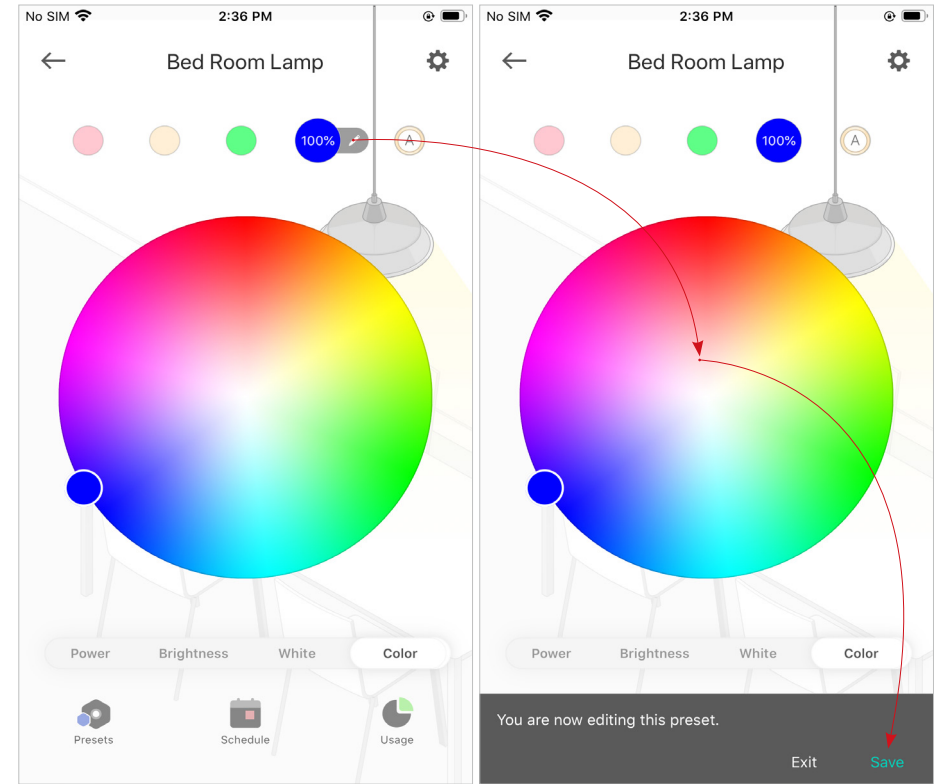 No SIM 2:36 PM
Bed Room Lamp
100% A
Power Brightness White Color
Presets Schedule Usage
No SIM 2:36 PM
Bed Room Lamp
100% A
Power Brightness White Color
You are now editing this preset.
Exit Save